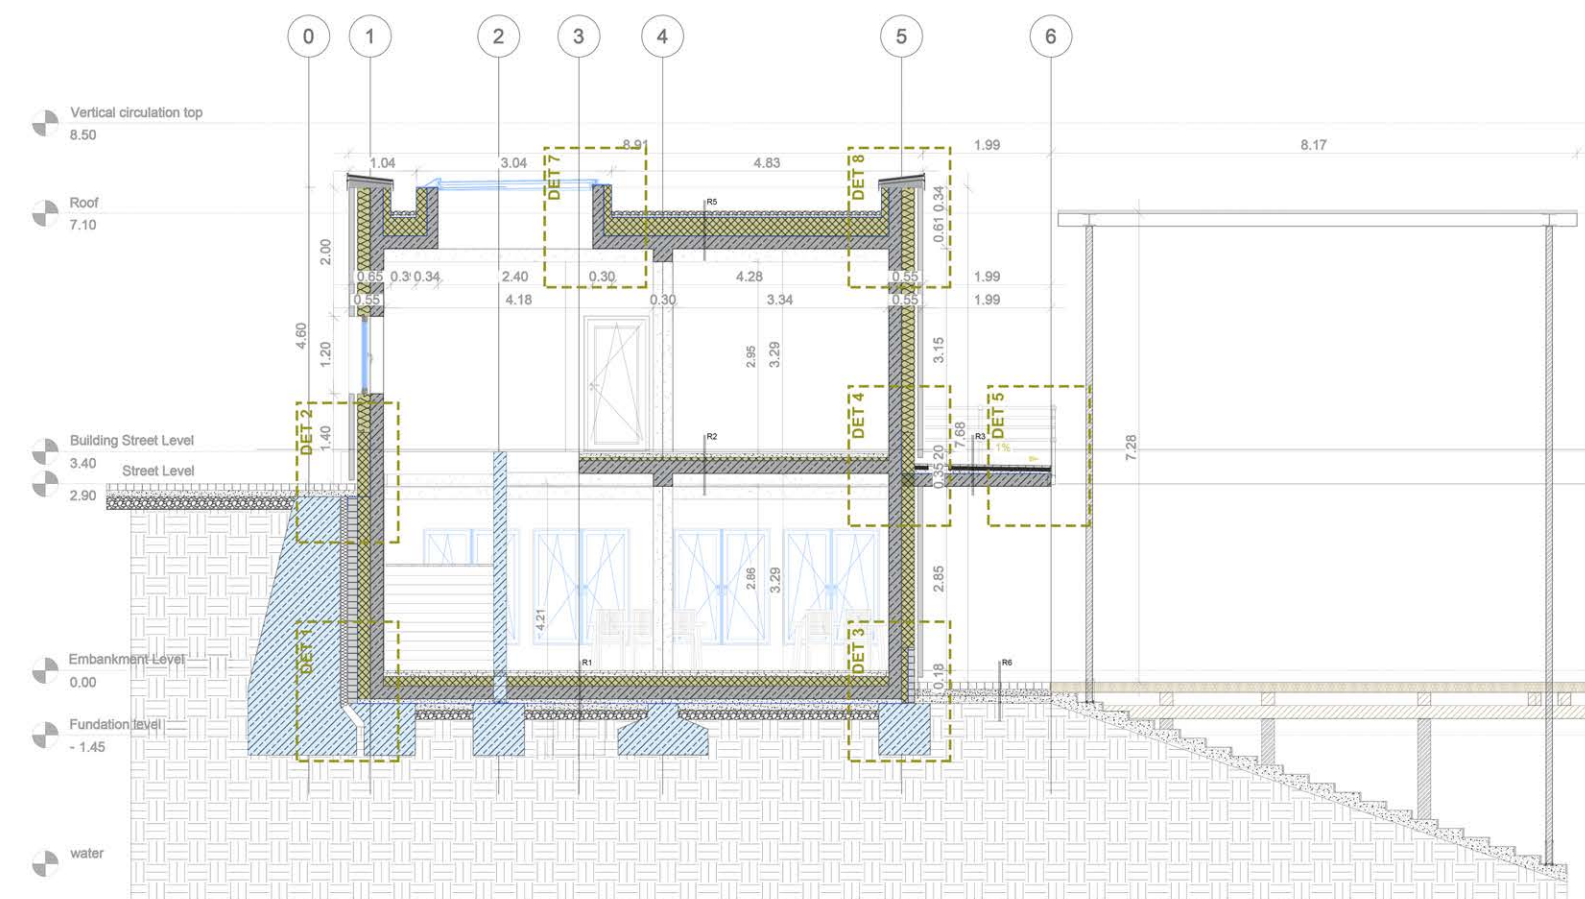 0 1 2 3 4 5 6
Vertical circulation top
8.50
8.91 1.99 8.17
1.04 3.04 4.83
DET 7
DET 8
Roof
7.10
R5
0.34
0.61
2.00
0.65 0.34 2.40 0.30 4.28 0.55 1.99
0.55 4.18 0.30 3.34 0.55 1.99
4.60
1.20
2.95
3.29
3.15
DET 2
DET 4
DET 5
1.40
7.68
7.28
Building Street Level
3.40
R2
R3
1%
0.35
20
Street Level
2.90
2.86
3.29
2.85
4.21
DET 1
DET 3
Embankment Level
0.00
R1
R6
0.18
Fundation level
- 1.45
water